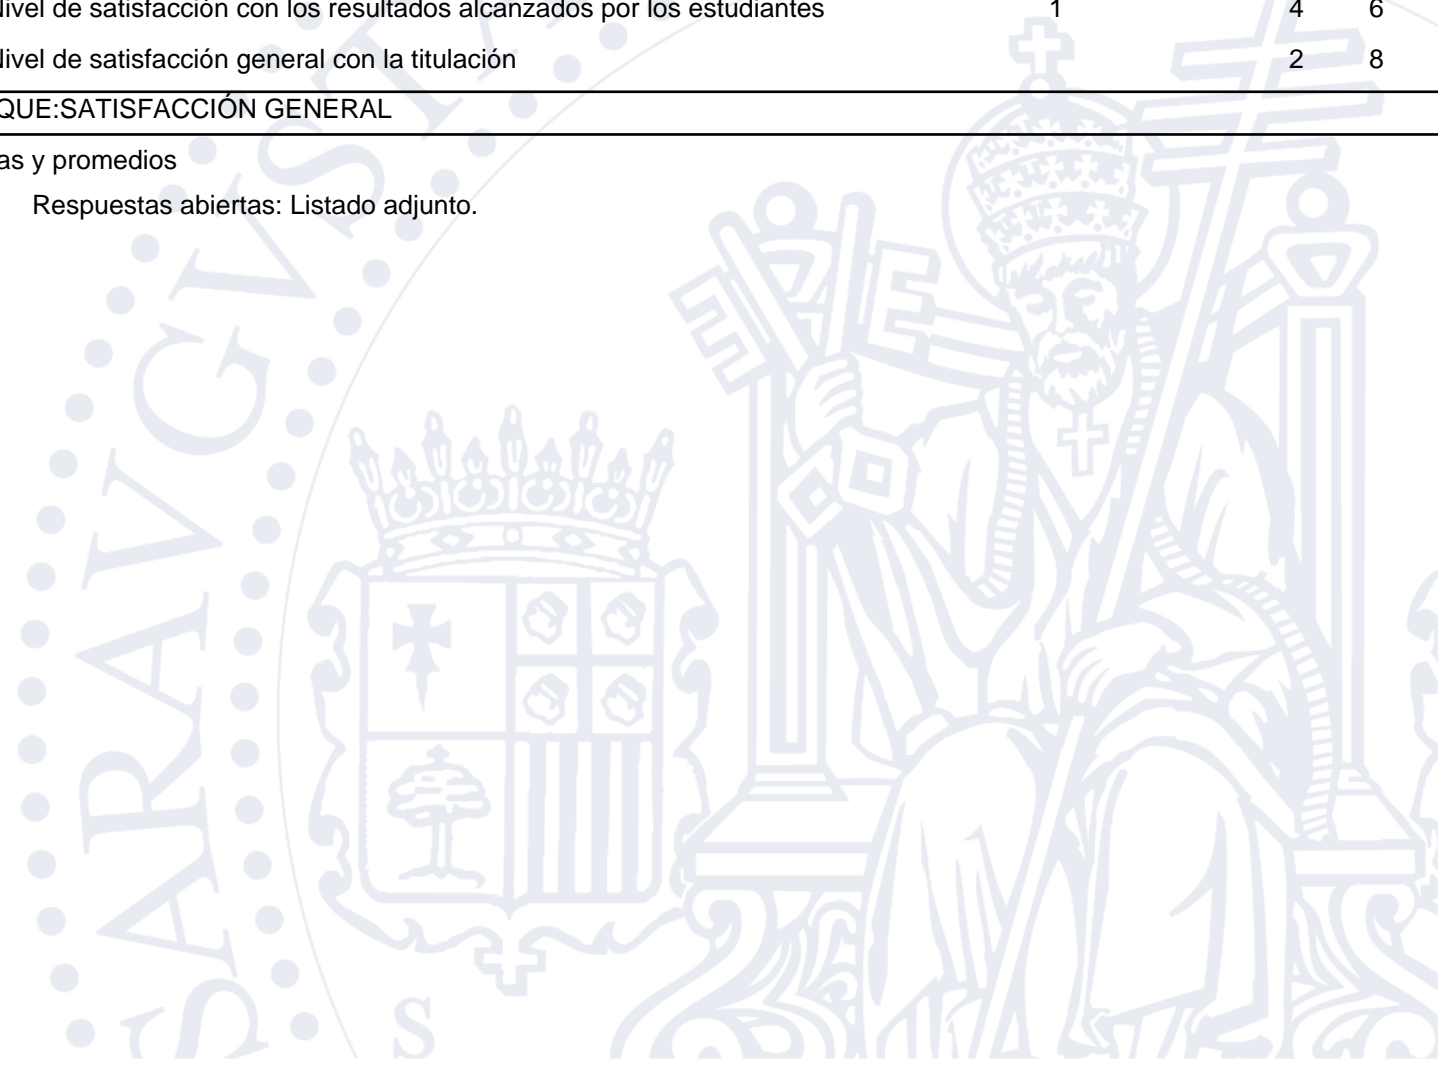 Nivel de satisfacción con los resultados alcanzados por los estudiantes 1 4 6
Nivel de satisfacción general con la titulación 2 8
QUE:SATISFACCIÓN GENERAL
as y promedios
Respuestas abiertas: Listado adjunto.
SARAVGVSTA
S